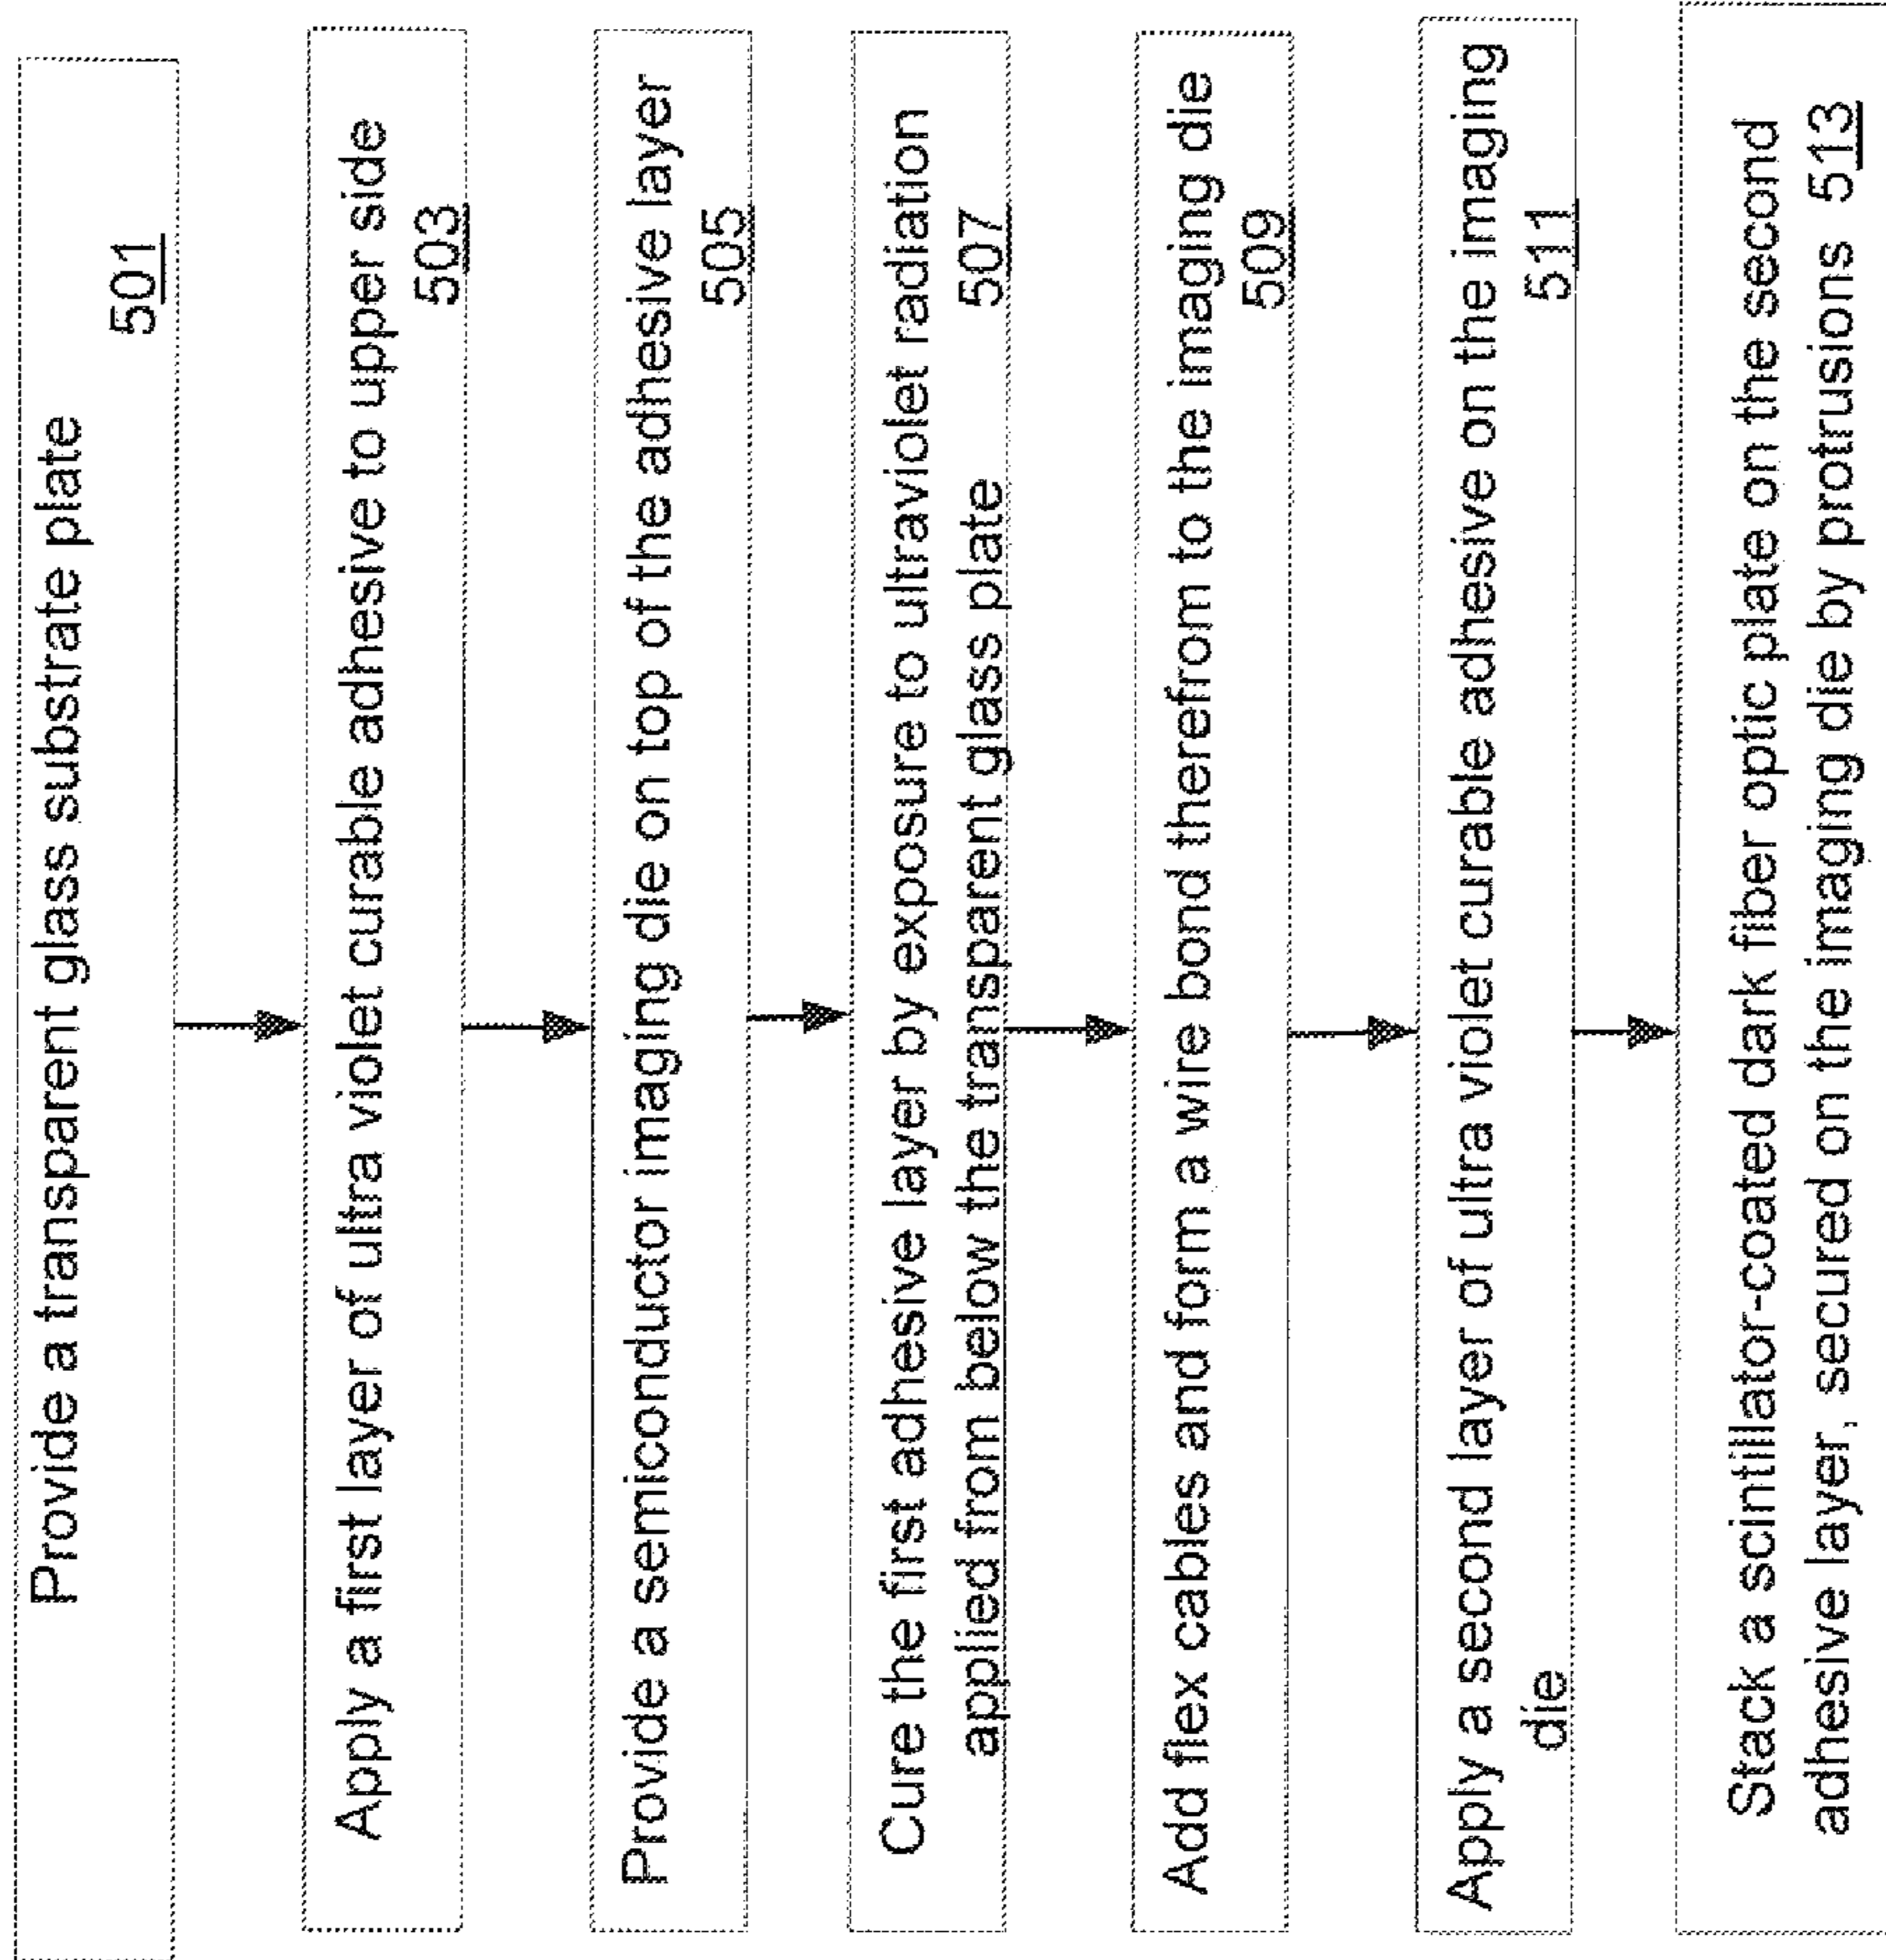 Provide a transparent glass substrate plate
501
Apply a first layer of ultra violet curable adhesive to upper side
503
Provide a semiconductor imaging die on top of the adhesive layer
505
Cure the first adhesive layer by exposure to ultraviolet radiation
applied from below the transparent glass plate 507
Add flex cables and form a wire bond therefrom to the imaging die
509
Apply a second layer of ultra violet curable adhesive on the imaging
die 511
Stack a scintillator-coated dark fiber optic plate on the second
adhesive layer, secured on the imaging die by protrusions 513